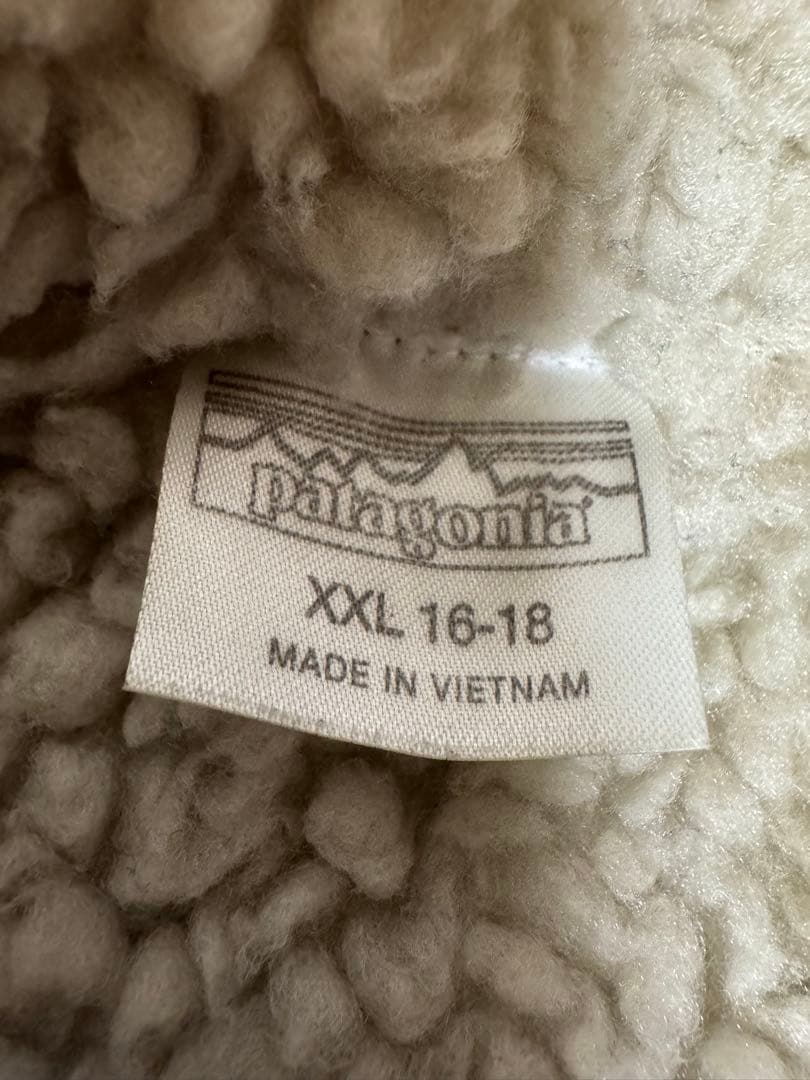 patagonia
XXL 16-18
MADE IN VIETNAM